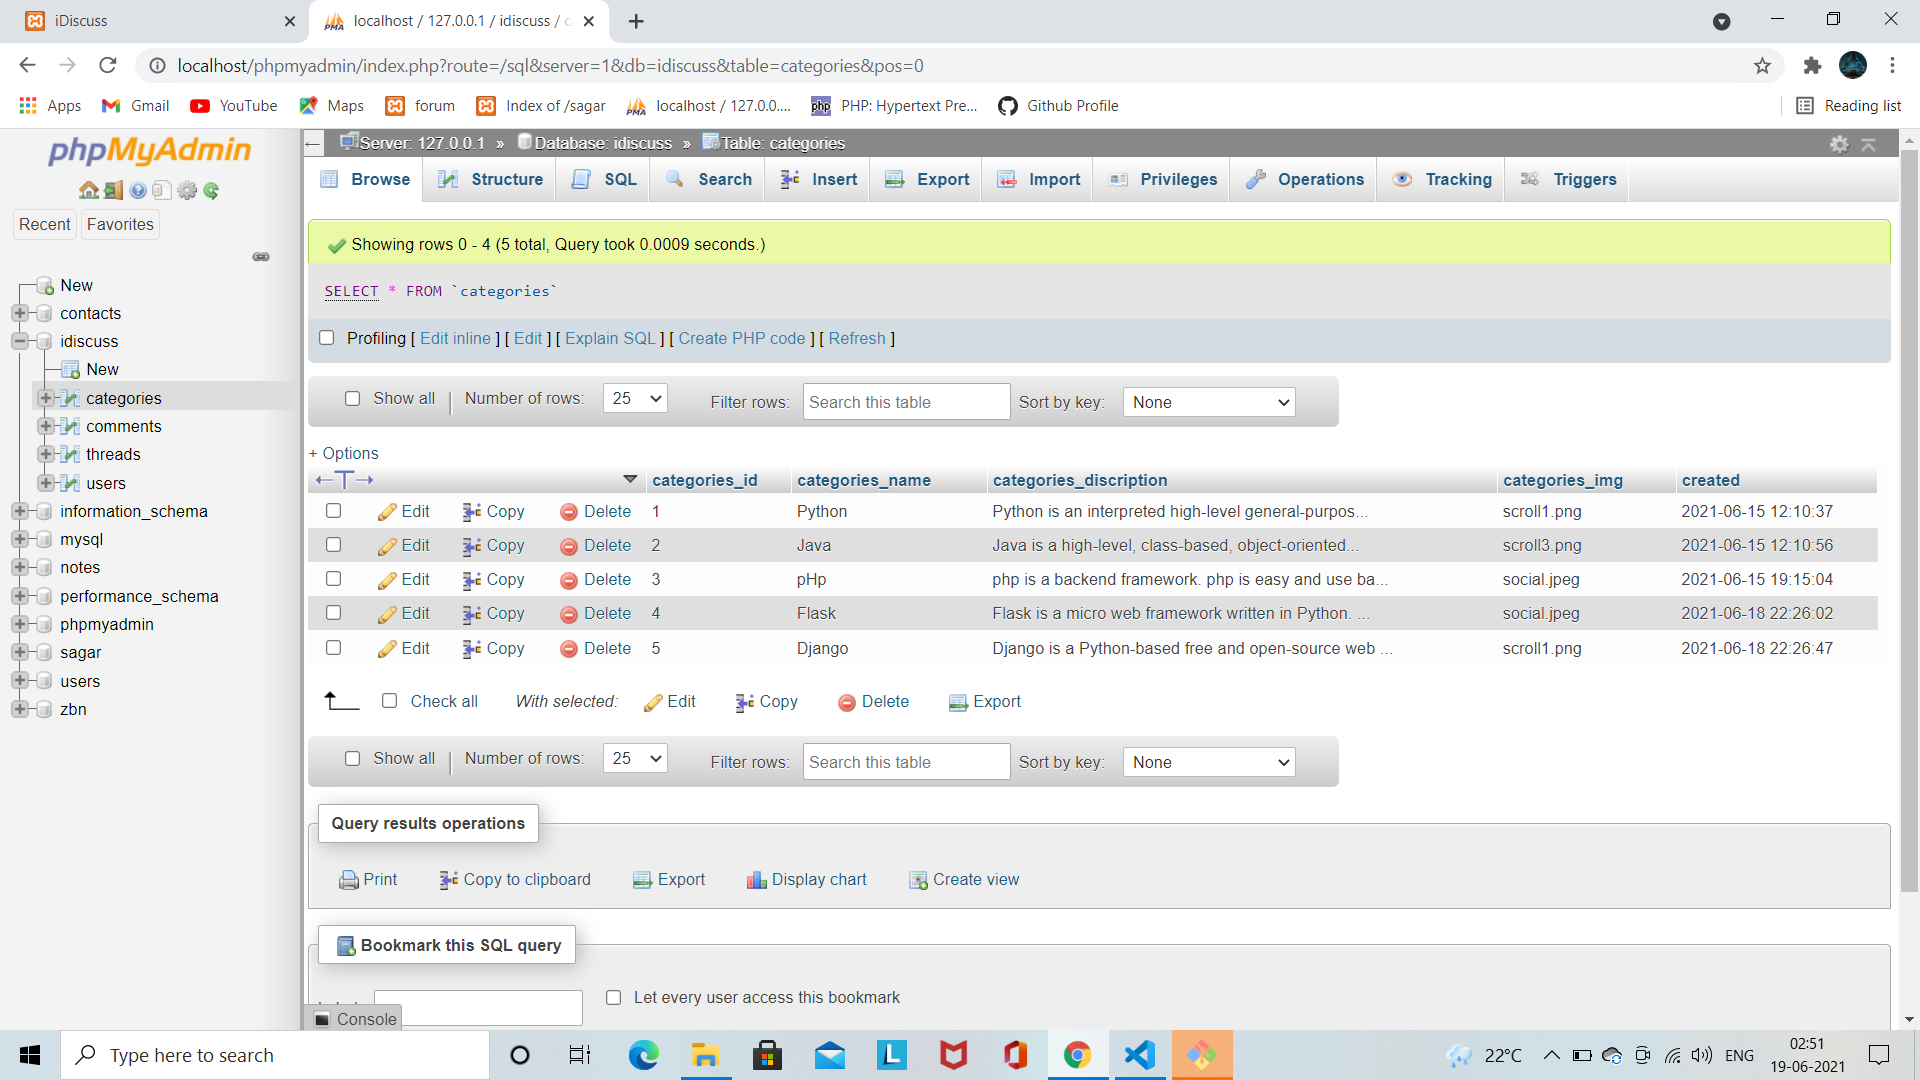 iDiscuss
localhost / 127.0.0.1 / idiscuss / c
localhost/phpmyadmin/index.php?route=/sql&server=1&db=idiscuss&table=categories&pos=0
Apps Gmail YouTube Maps forum Index of /sagar localhost / 127.0.0.... PHP: Hypertext Pre... Github Profile Reading list
phpMyAdmin
Recent Favorites
New
contacts
idiscuss
New
categories
comments
threads
users
information_schema
mysql
notes
performance_schema
phpmyadmin
sagar
users
zbn
Server: 127.0.0.1 » Database: idiscuss » Table: categories
Browse Structure SQL Search Insert Export Import Privileges Operations Tracking Triggers
Showing rows 0 - 4 (5 total, Query took 0.0009 seconds.)
SELECT * FROM `categories`
Profiling [ Edit inline ] [ Edit ] [ Explain SQL ] [ Create PHP code ] [ Refresh ]
Show all Number of rows: 25 Filter rows: Search this table Sort by key: None
+ Options
categories_id categories_name categories_discription categories_img created
Edit Copy Delete 1 Python Python is an interpreted high-level general-purpos... scroll1.png 2021-06-15 12:10:37
Edit Copy Delete 2 Java Java is a high-level, class-based, object-oriented... scroll3.png 2021-06-15 12:10:56
Edit Copy Delete 3 pHp php is a backend framework. php is easy and use ba... social.jpeg 2021-06-15 19:15:04
Edit Copy Delete 4 Flask Flask is a micro web framework written in Python. ... social.jpeg 2021-06-18 22:26:02
Edit Copy Delete 5 Django Django is a Python-based free and open-source web ... scroll1.png 2021-06-18 22:26:47
Check all With selected: Edit Copy Delete Export
Show all Number of rows: 25 Filter rows: Search this table Sort by key: None
Query results operations
Print Copy to clipboard Export Display chart Create view
Bookmark this SQL query
Let every user access this bookmark
Console
Type here to search
22°C ENG
02:51
19-06-2021